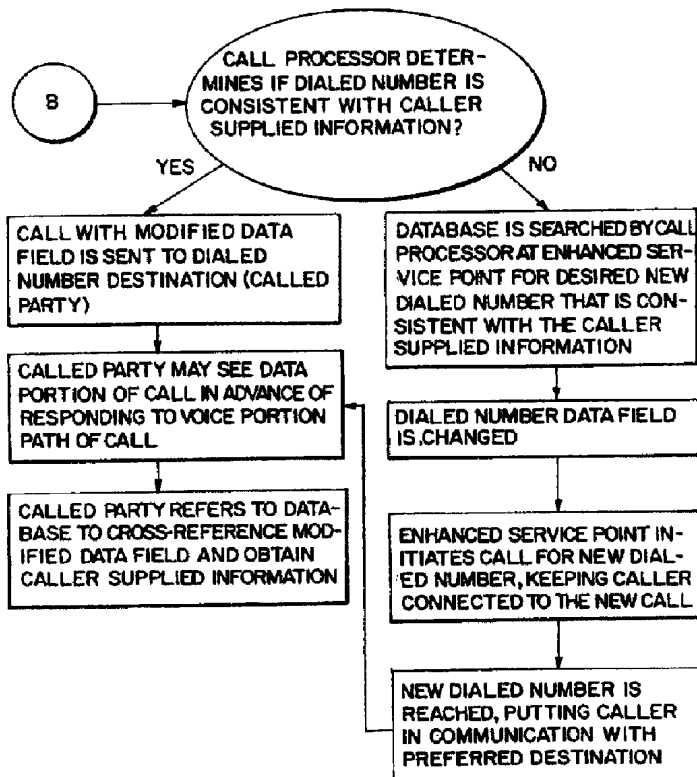 CALL PROCESSOR DETER-
MINES IF DIALED NUMBER IS
CONSISTENT WITH CALLER
SUPPLIED INFORMATION?
B
YES
NO
CALL WITH MODIFIED DATA
FIELD IS SENT TO DIALED
NUMBER DESTINATION (CALLED
PARTY)
CALLED PARTY MAY SEE DATA
PORTION OF CALL IN ADVANCE OF
RESPONDING TO VOICE PORTION
PATH OF CALL
CALLED PARTY REFERS TO DATA-
BASE TO CROSS-REFERENCE MOD-
IFIED DATA FIELD AND OBTAIN
CALLER SUPPLIED INFORMATION
DATABASE IS SEARCHED BY CALL
PROCESSOR AT ENHANCED SER-
VICE POINT FOR DESIRED NEW
DIALED NUMBER THAT IS CON-
SISTENT WITH THE CALLER
SUPPLIED INFORMATION
DIALED NUMBER DATA FIELD
IS CHANGED
ENHANCED SERVICE POINT IN-
ITIATES CALL FOR NEW DIAL-
ED NUMBER, KEEPING CALLER
CONNECTED TO THE NEW CALL
NEW DIALED NUMBER IS
REACHED, PUTTING CALLER
IN COMMUNICATION WITH
PREFERRED DESTINATION